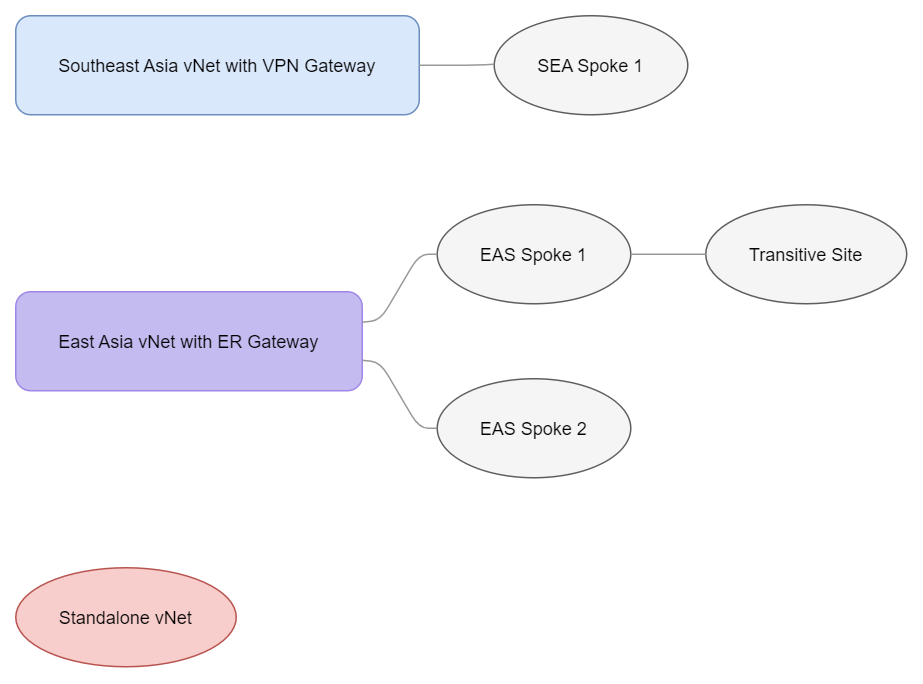 Southeast Asia vNet with VPN Gateway
SEA Spoke 1
EAS Spoke 1
Transitive Site
East Asia vNet with ER Gateway
EAS Spoke 2
Standalone vNet